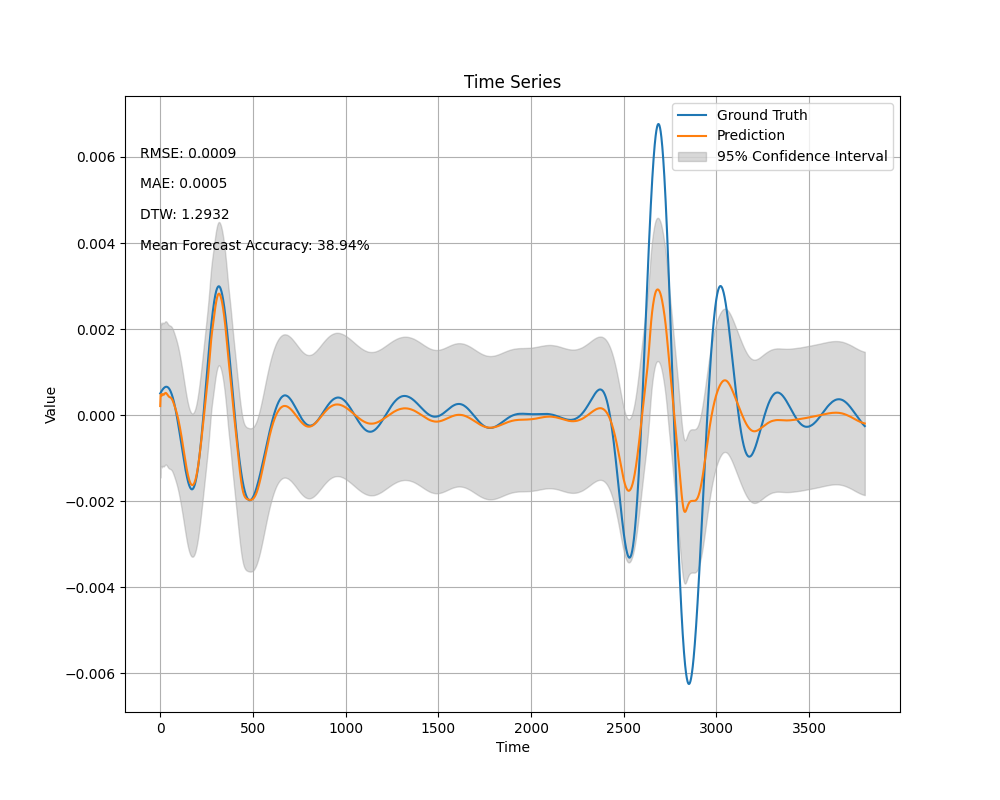 Time Series
Ground Truth
Prediction
95% Confidence Interval
RMSE: 0.0009
MAE: 0.0005
DTW: 1.2932
Mean Forecast Accuracy: 38.94%
Value
0.006
0.004
0.002
0.000
−0.002
−0.004
−0.006
0 500 1000 1500 2000 2500 3000 3500
Time